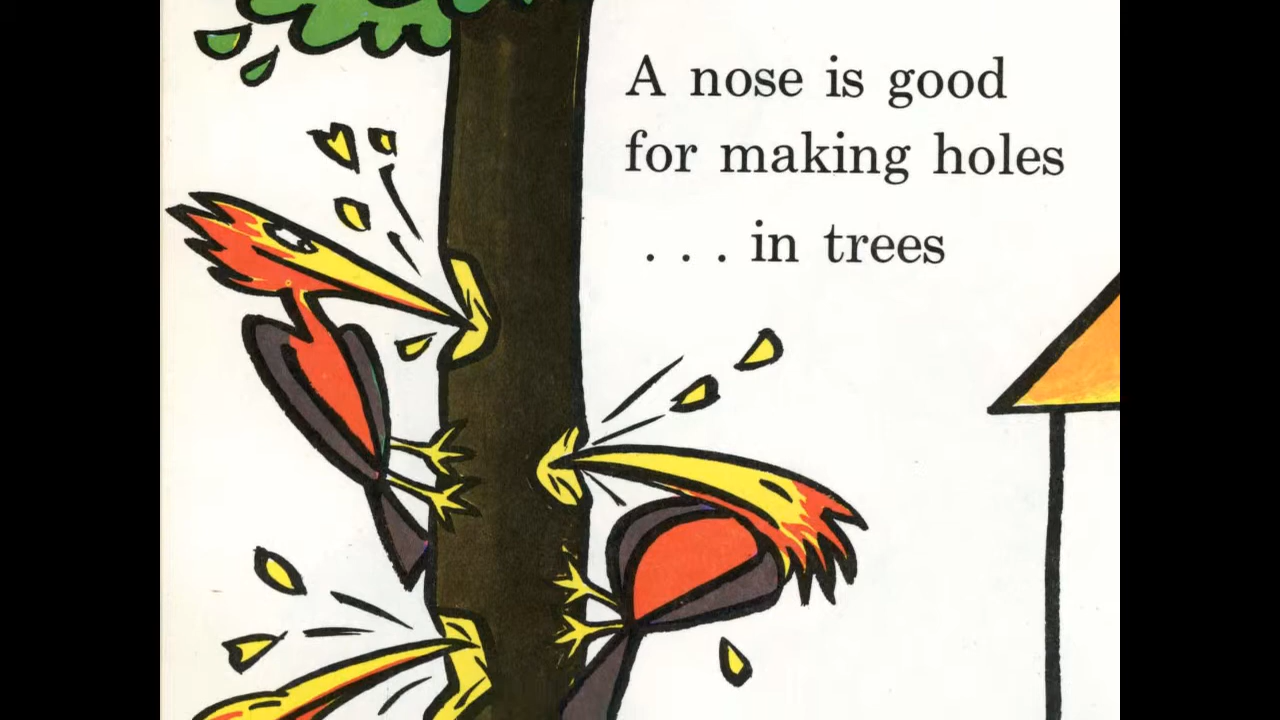 A nose is good
for making holes
. . . in trees